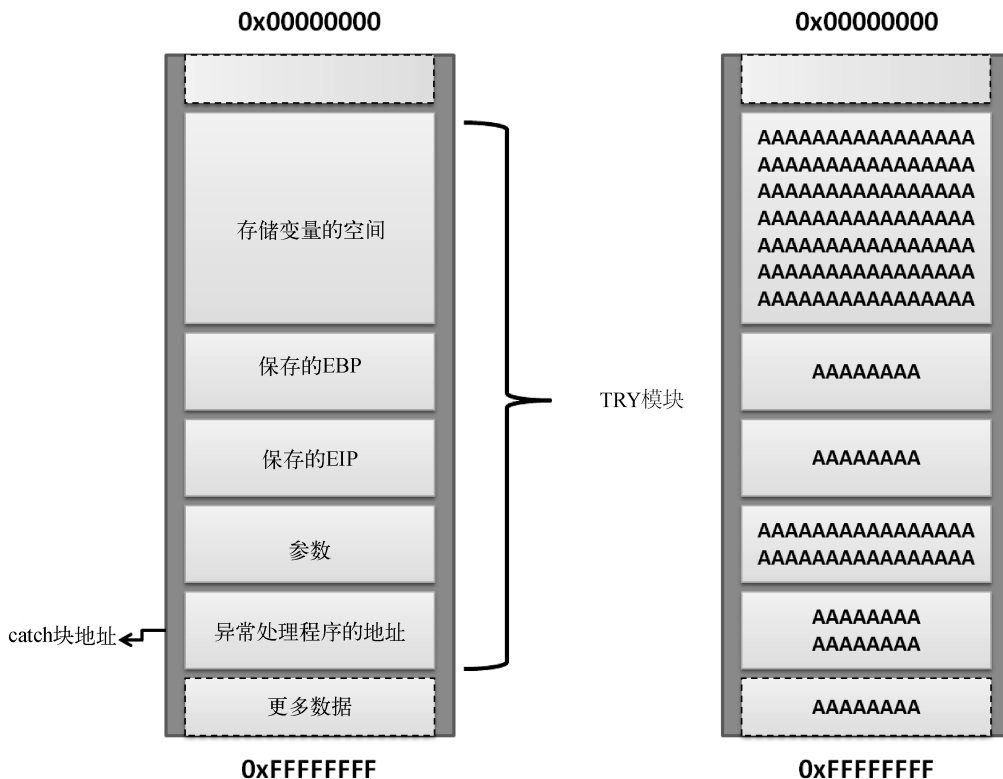 0x00000000
存储变量的空间
保存的EBP
保存的EIP
参数
异常处理程序的地址
更多数据
0xFFFFFFFF
catch块地址
TRY模块
0x00000000
AAAAAAAAAAAAAAAA
AAAAAAAAAAAAAAAA
AAAAAAAAAAAAAAAA
AAAAAAAAAAAAAAAA
AAAAAAAAAAAAAAAA
AAAAAAAAAAAAAAAA
AAAAAAAAAAAAAAAA
AAAAAAAA
AAAAAAAA
AAAAAAAAAAAAAAAA
AAAAAAAAAAAAAAAA
AAAAAAAA
AAAAAAAA
AAAAAAAA
0xFFFFFFFF